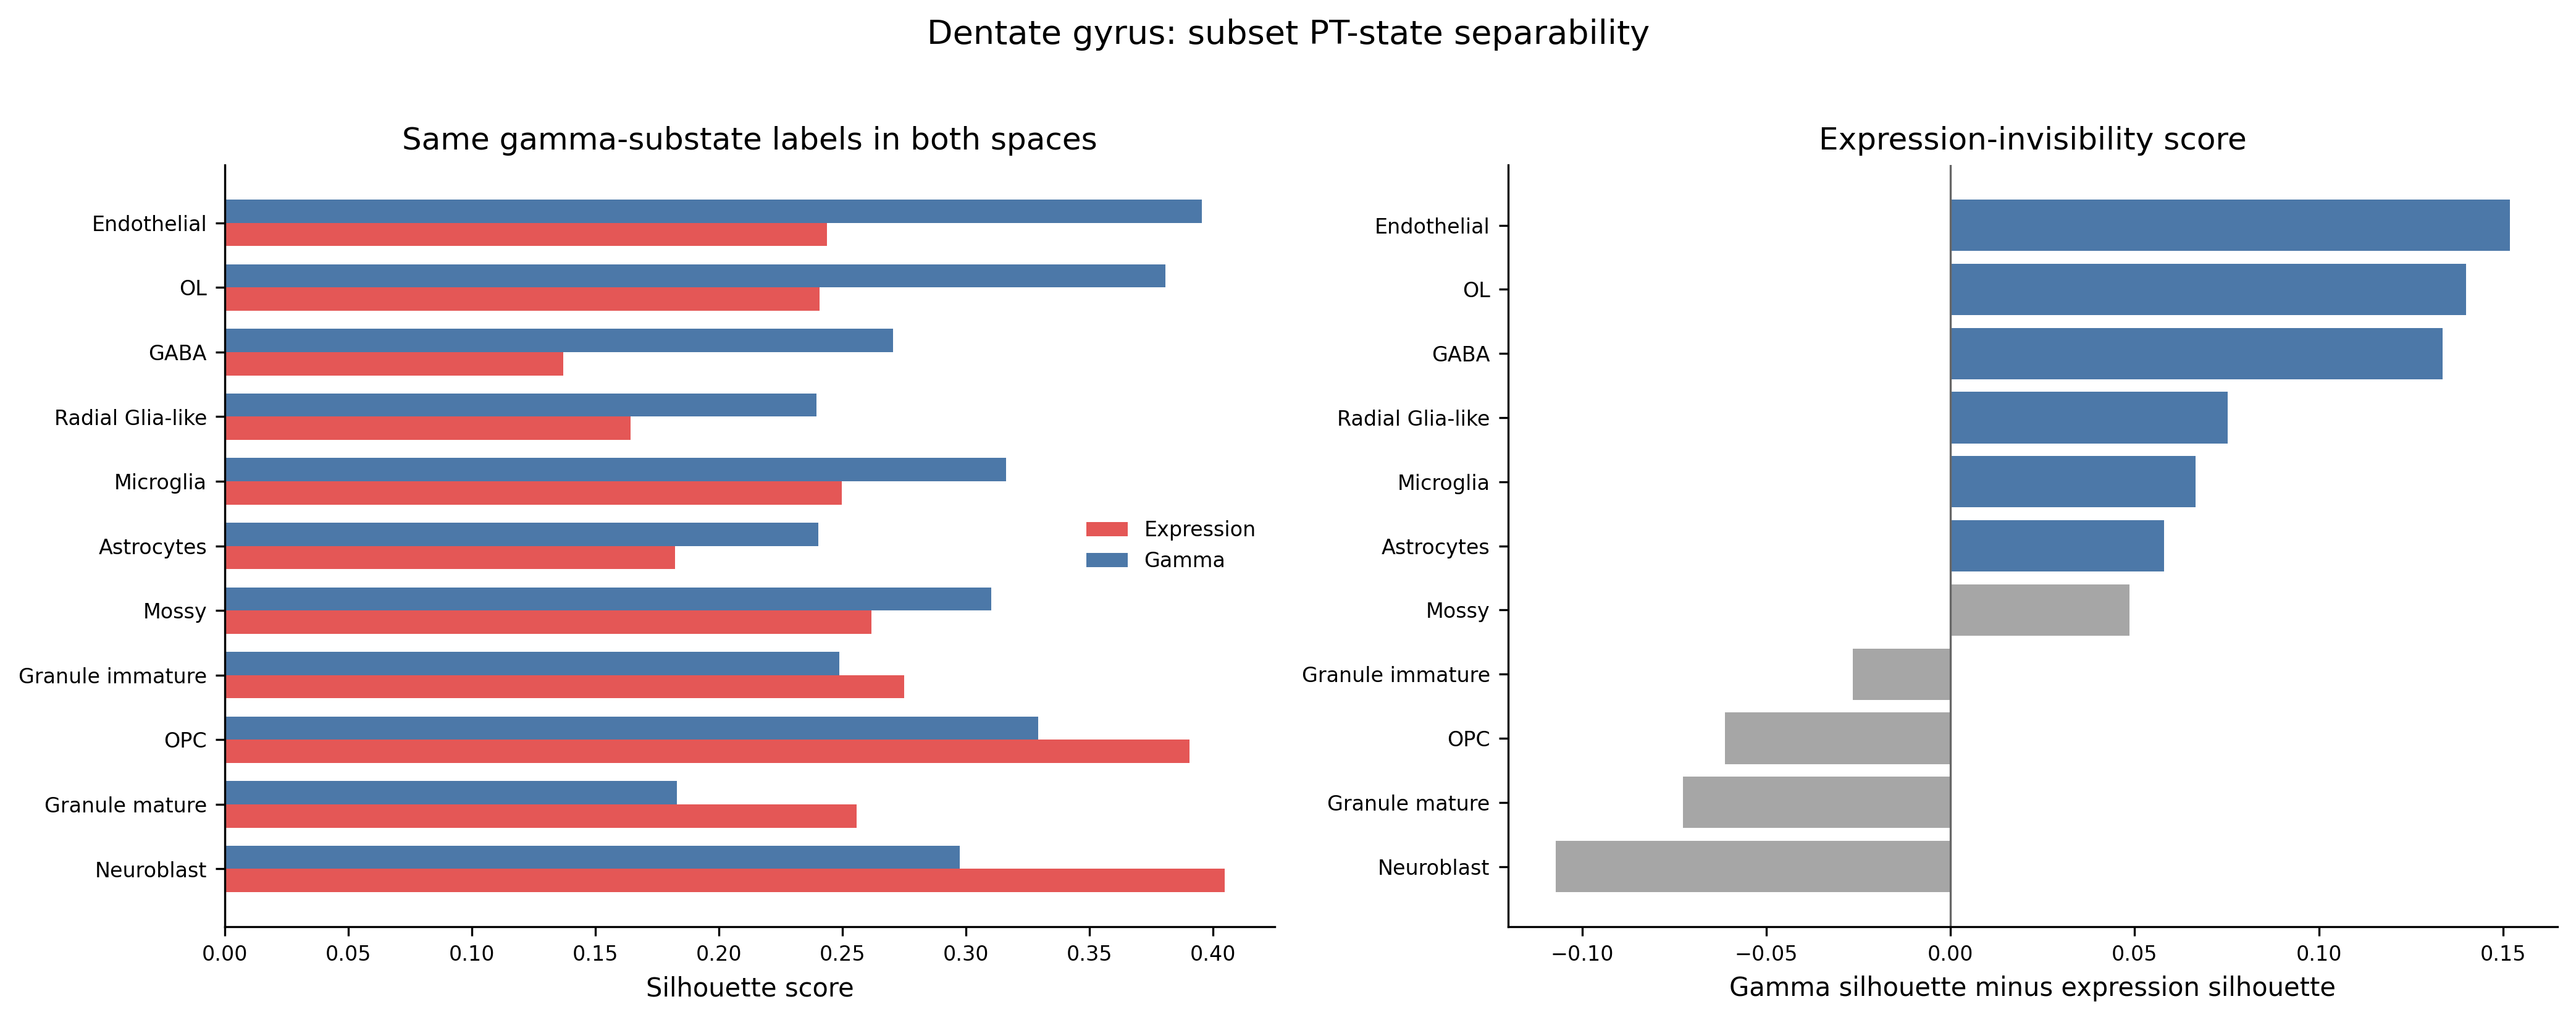 Dentate gyrus: subset PT-state separability
Same gamma-substate labels in both spaces
Endothelial
OL
GABA
Radial Glia-like
Microglia
Astrocytes
Mossy
Granule immature
OPC
Granule mature
Neuroblast
Expression
Gamma
0.00 0.05 0.10 0.15 0.20 0.25 0.30 0.35 0.40
Silhouette score
Expression-invisibility score
Endothelial
OL
GABA
Radial Glia-like
Microglia
Astrocytes
Mossy
Granule immature
OPC
Granule mature
Neuroblast
−0.10 −0.05 0.00 0.05 0.10 0.15
Gamma silhouette minus expression silhouette